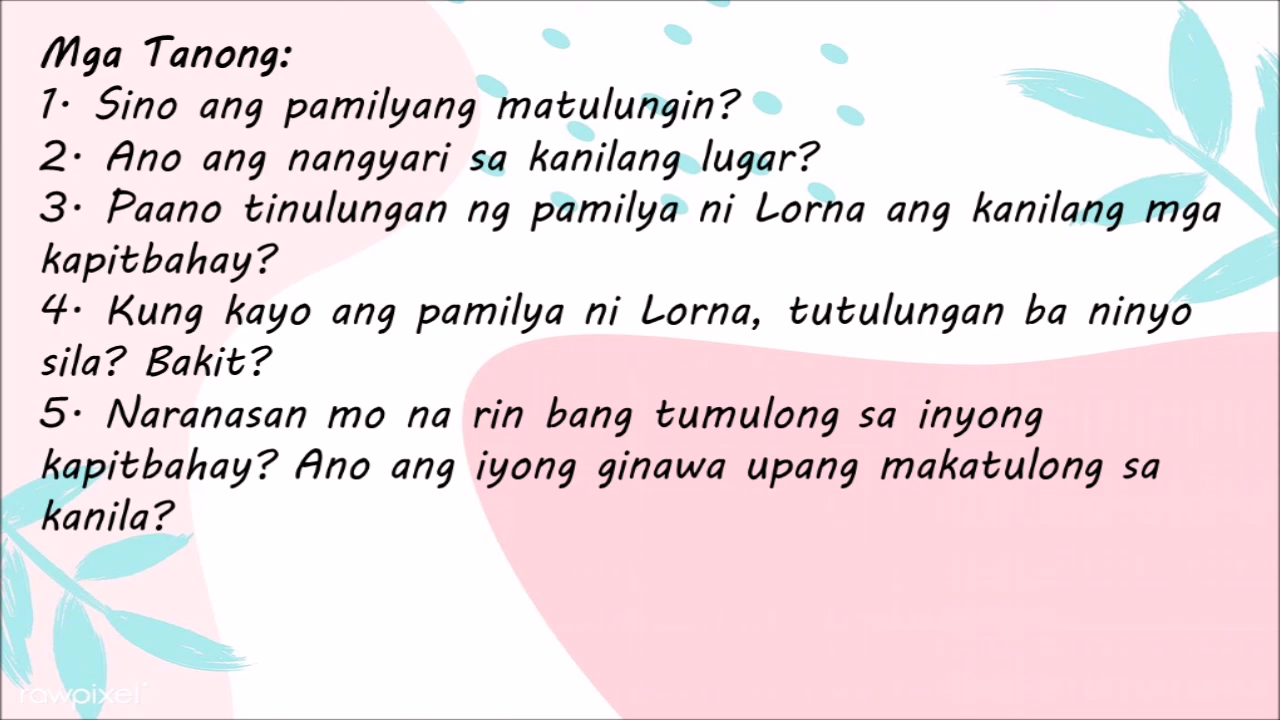 Mga Tanong:
1. Sino ang pamilyang matulungin?
2. Ano ang nangyari sa kanilang lugar?
3. Paano tinulungan ng pamilya ni Lorna ang kanilang mga
kapitbahay?
4. Kung kayo ang pamilya ni Lorna, tutulungan ba ninyo
sila? Bakit?
5. Naranasan mo na rin bang tumulong sa inyong
kapitbahay? Ano ang iyong ginawa upang makatulong sa
kanila?
rawpixel